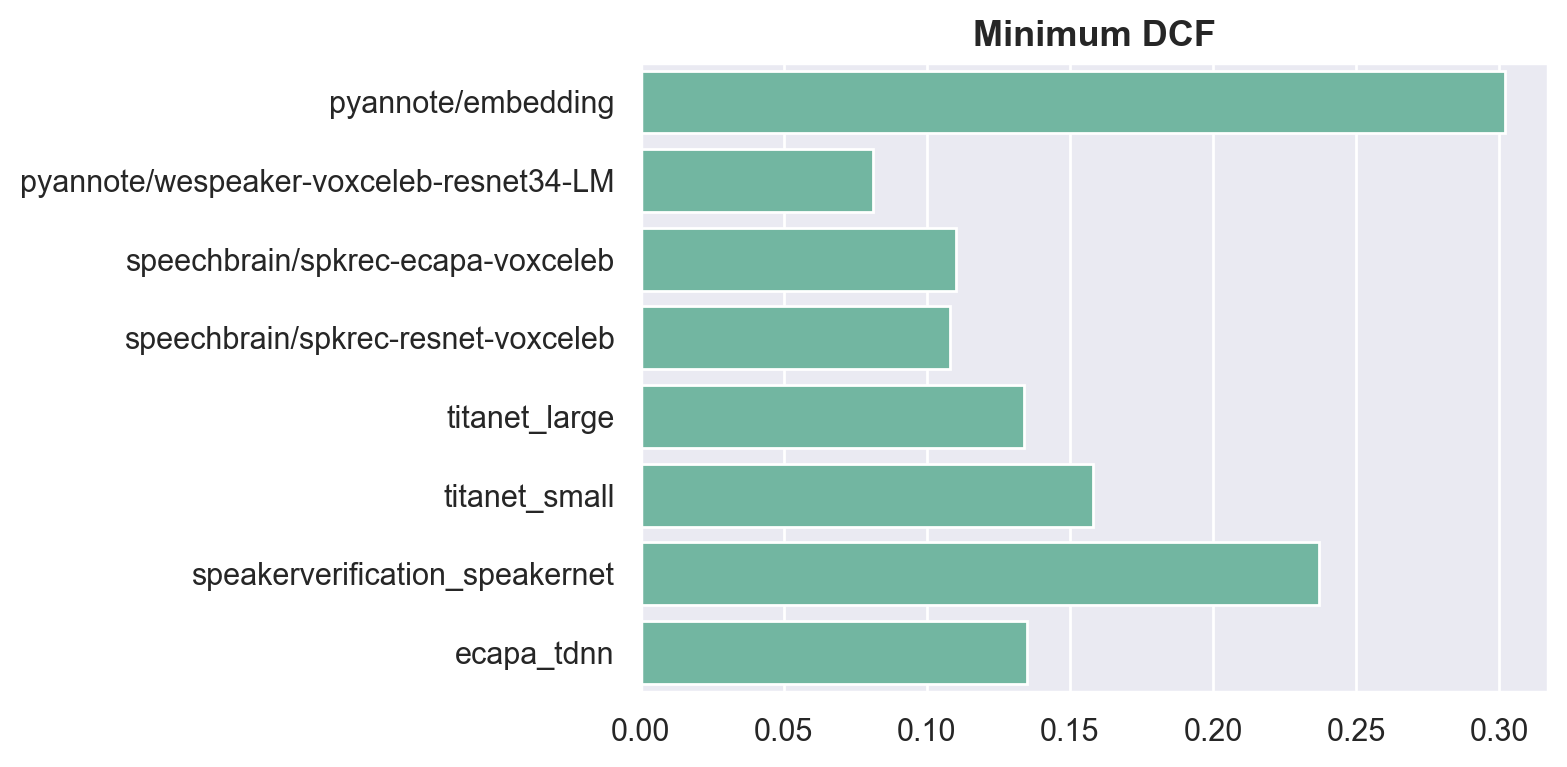 Minimum DCF
pyannote/embedding
pyannote/wespeaker-voxceleb-resnet34-LM
speechbrain/spkrec-ecapa-voxceleb
speechbrain/spkrec-resnet-voxceleb
titanet_large
titanet_small
speakerverification_speakernet
ecapa_tdnn
0.00 0.05 0.10 0.15 0.20 0.25 0.30